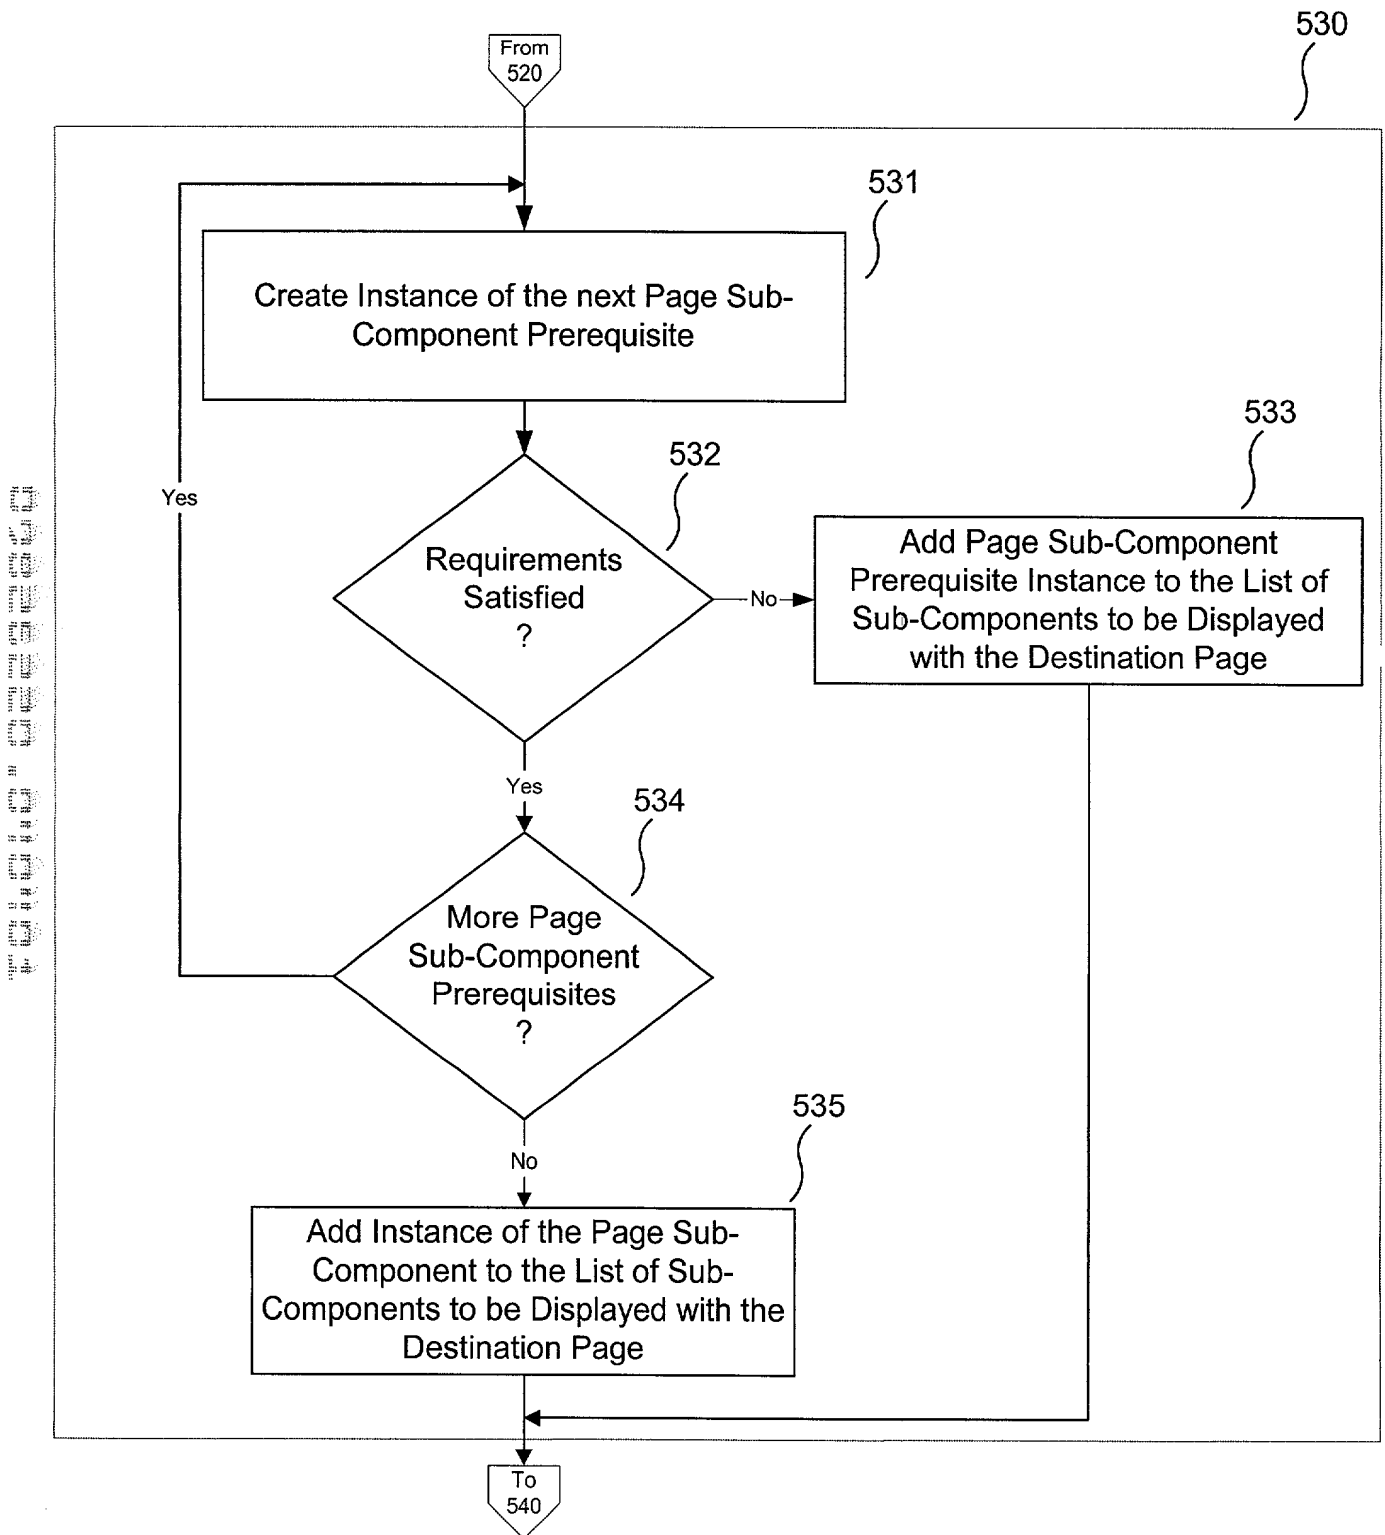 530
From
520
531
Create Instance of the next Page Sub-
Component Prerequisite
532
533
Yes
Requirements
Satisfied
?
No
Add Page Sub-Component
Prerequisite Instance to the List of
Sub-Components to be Displayed
with the Destination Page
Yes
534
More Page
Sub-Component
Prerequisites
?
535
No
Add Instance of the Page Sub-
Component to the List of Sub-
Components to be Displayed with the
Destination Page
To
540